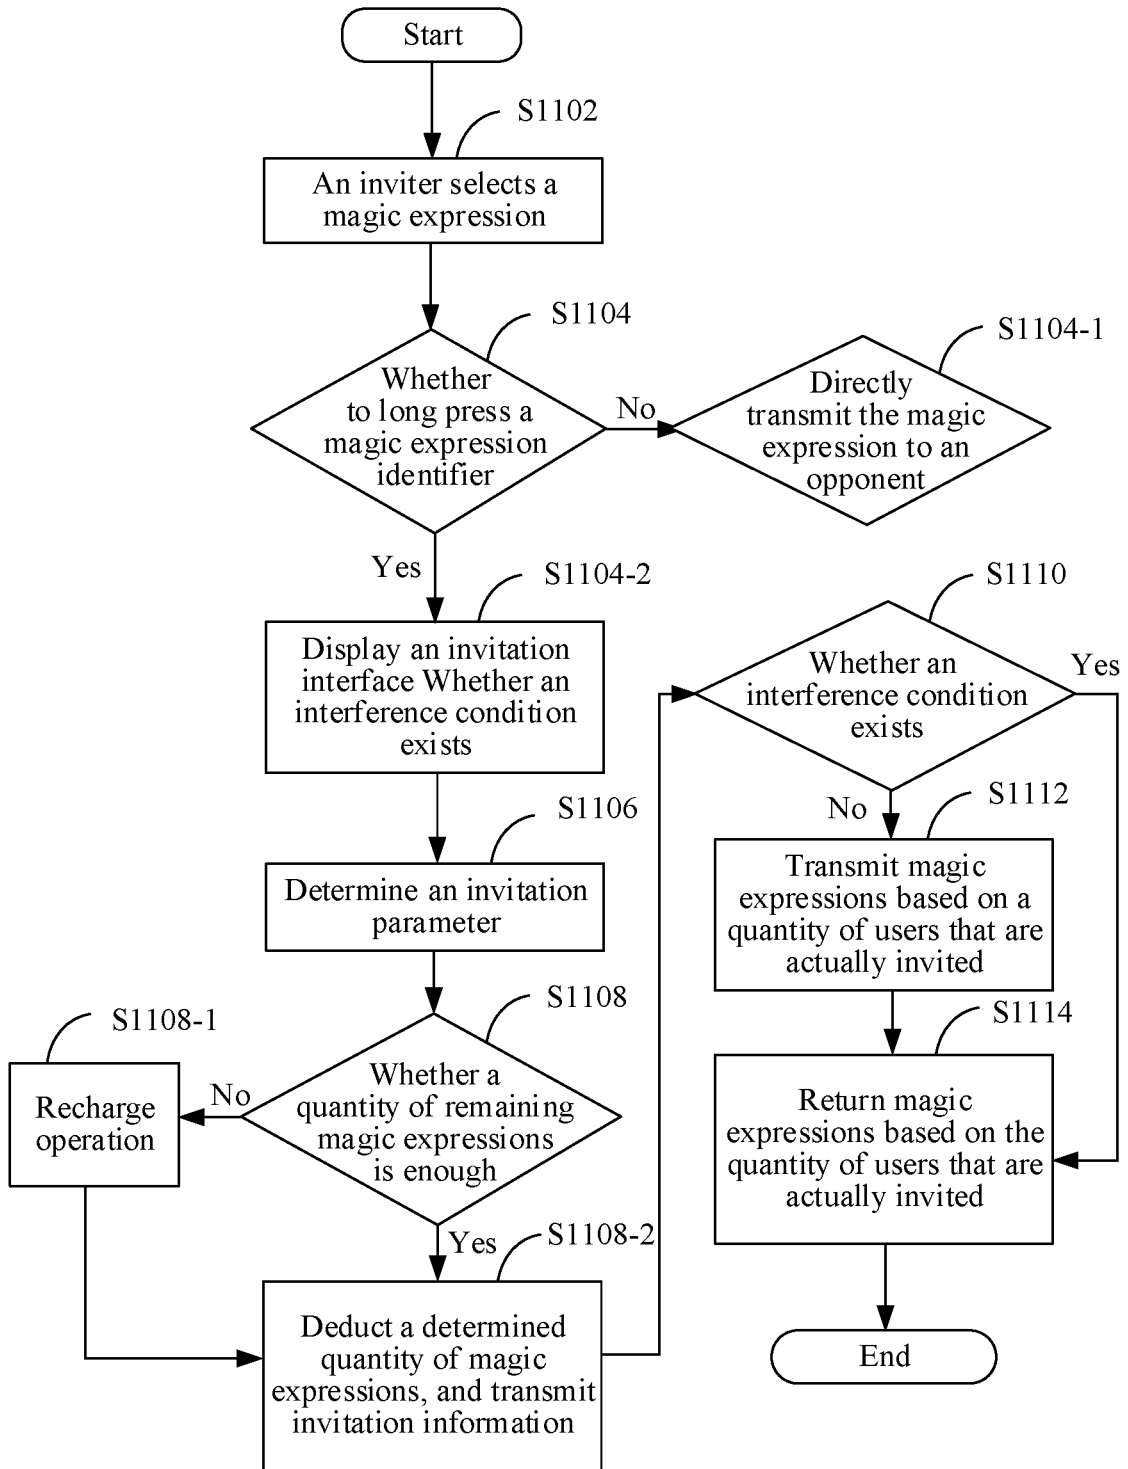 Start
S1102
An inviter selects a
magic expression
S1104
Whether
to long press a
magic expression
identifier
No
S1104-1
Directly
transmit the magic
expression to an
opponent
Yes
S1104-2
Display an invitation
interface Whether an
interference condition
exists
S1106
Determine an invitation
parameter
S1108
Whether a
quantity of remaining
magic expressions
is enough
No
S1108-1
Recharge
operation
Yes
S1108-2
Deduct a determined
quantity of magic
expressions, and transmit
invitation information
S1110
Whether an
interference condition
exists
Yes
No
S1112
Transmit magic
expressions based on a
quantity of users that are
actually invited
S1114
Return magic
expressions based on the
quantity of users that are
actually invited
End